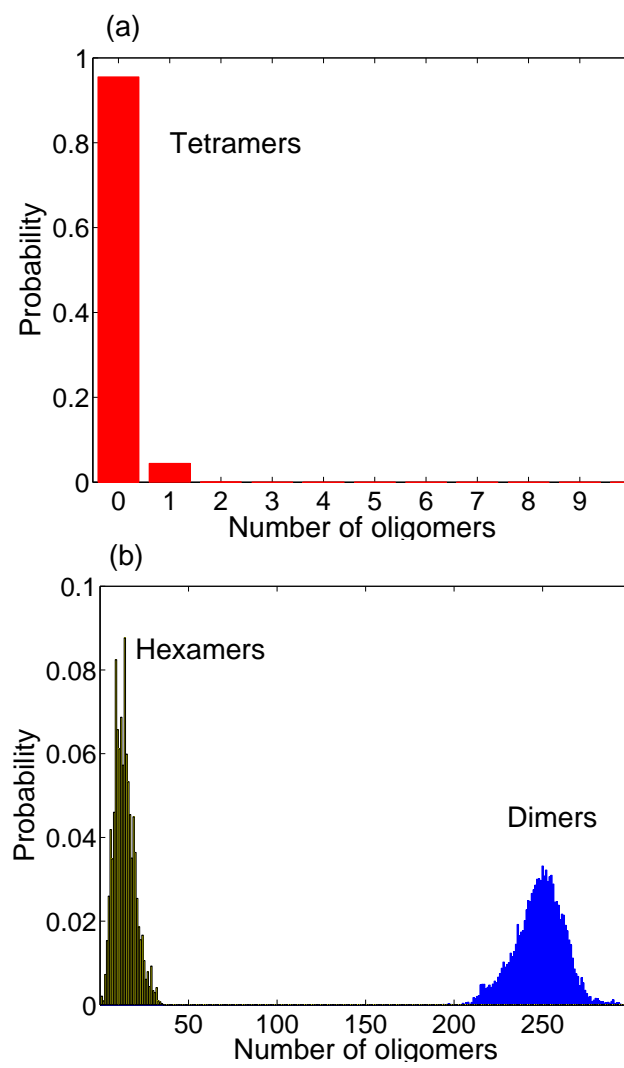 (a)
1
0.8
0.6
0.4
0.2
0
Probability
Tetramers
0 1 2 3 4 5 6 7 8 9
Number of oligomers
(b)
0.1
0.08
0.06
0.04
0.02
0
Probability
Hexamers
Dimers
50 100 150 200 250
Number of oligomers